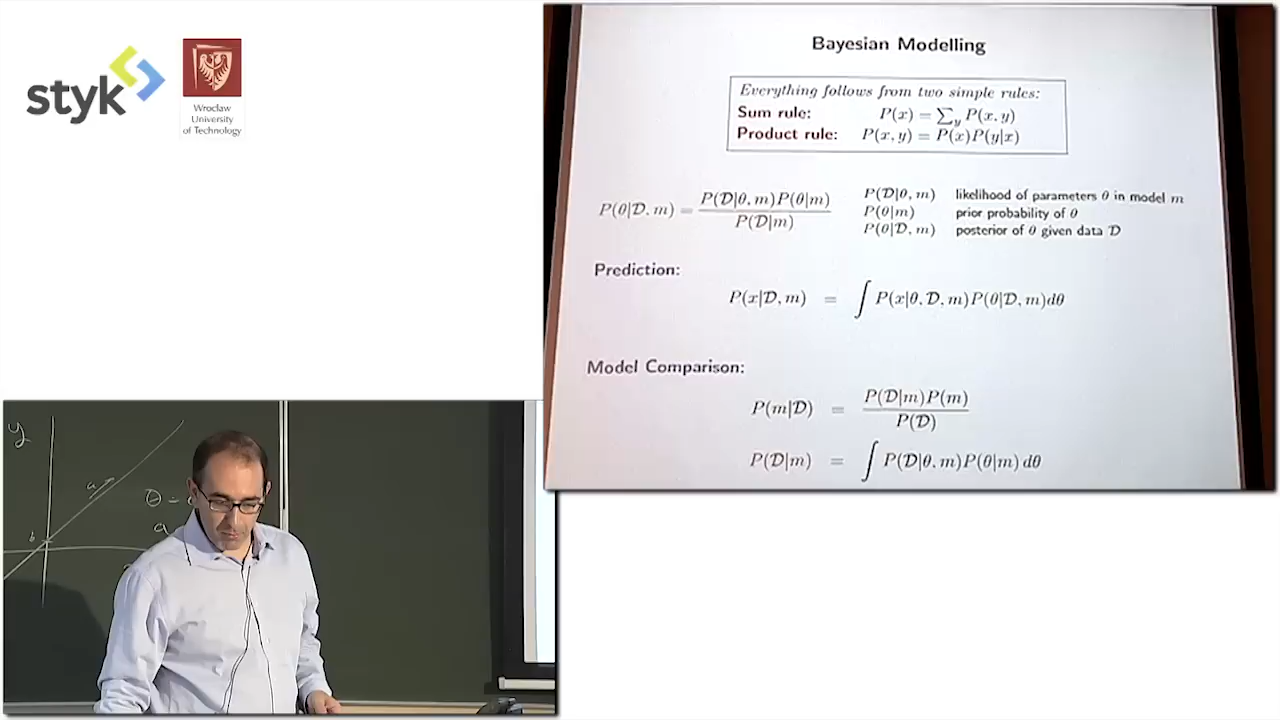 styk
Wrocław
University
of Technology
Bayesian Modelling
Everything follows from two simple rules:
Sum rule: P(x) = ∑_y P(x, y)
Product rule: P(x, y) = P(x)P(y|x)
P(θ|𝒟, m) = P(𝒟|θ, m)P(θ|m) / P(𝒟|m)
P(𝒟|θ, m) likelihood of parameters θ in model m
P(θ|m) prior probability of θ
P(θ|𝒟, m) posterior of θ given data 𝒟
Prediction:
P(x|𝒟, m) = ∫ P(x|θ, 𝒟, m)P(θ|𝒟, m)dθ
Model Comparison:
P(m|𝒟) = P(𝒟|m)P(m) / P(𝒟)
P(𝒟|m) = ∫ P(𝒟|θ, m)P(θ|m) dθ
y
a
b
θ =
a